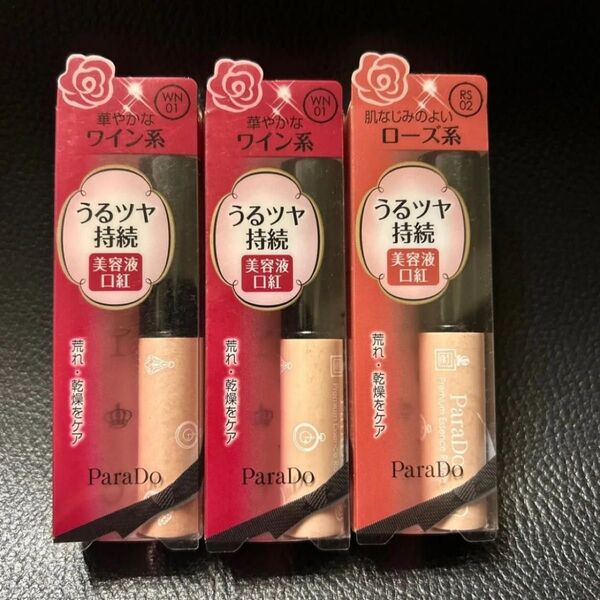 WN
01
華やかな
ワイン系
うるツヤ
持続
美容液
口紅
荒れ・乾燥をケア
ParaDo
WN
01
華やかな
ワイン系
うるツヤ
持続
美容液
口紅
荒れ・乾燥をケア
ParaDo
RS
02
肌なじみのよい
ローズ系
うるツヤ
持続
美容液
口紅
荒れ・乾燥をケア
ParaDo
ParaDo
Premium Essence